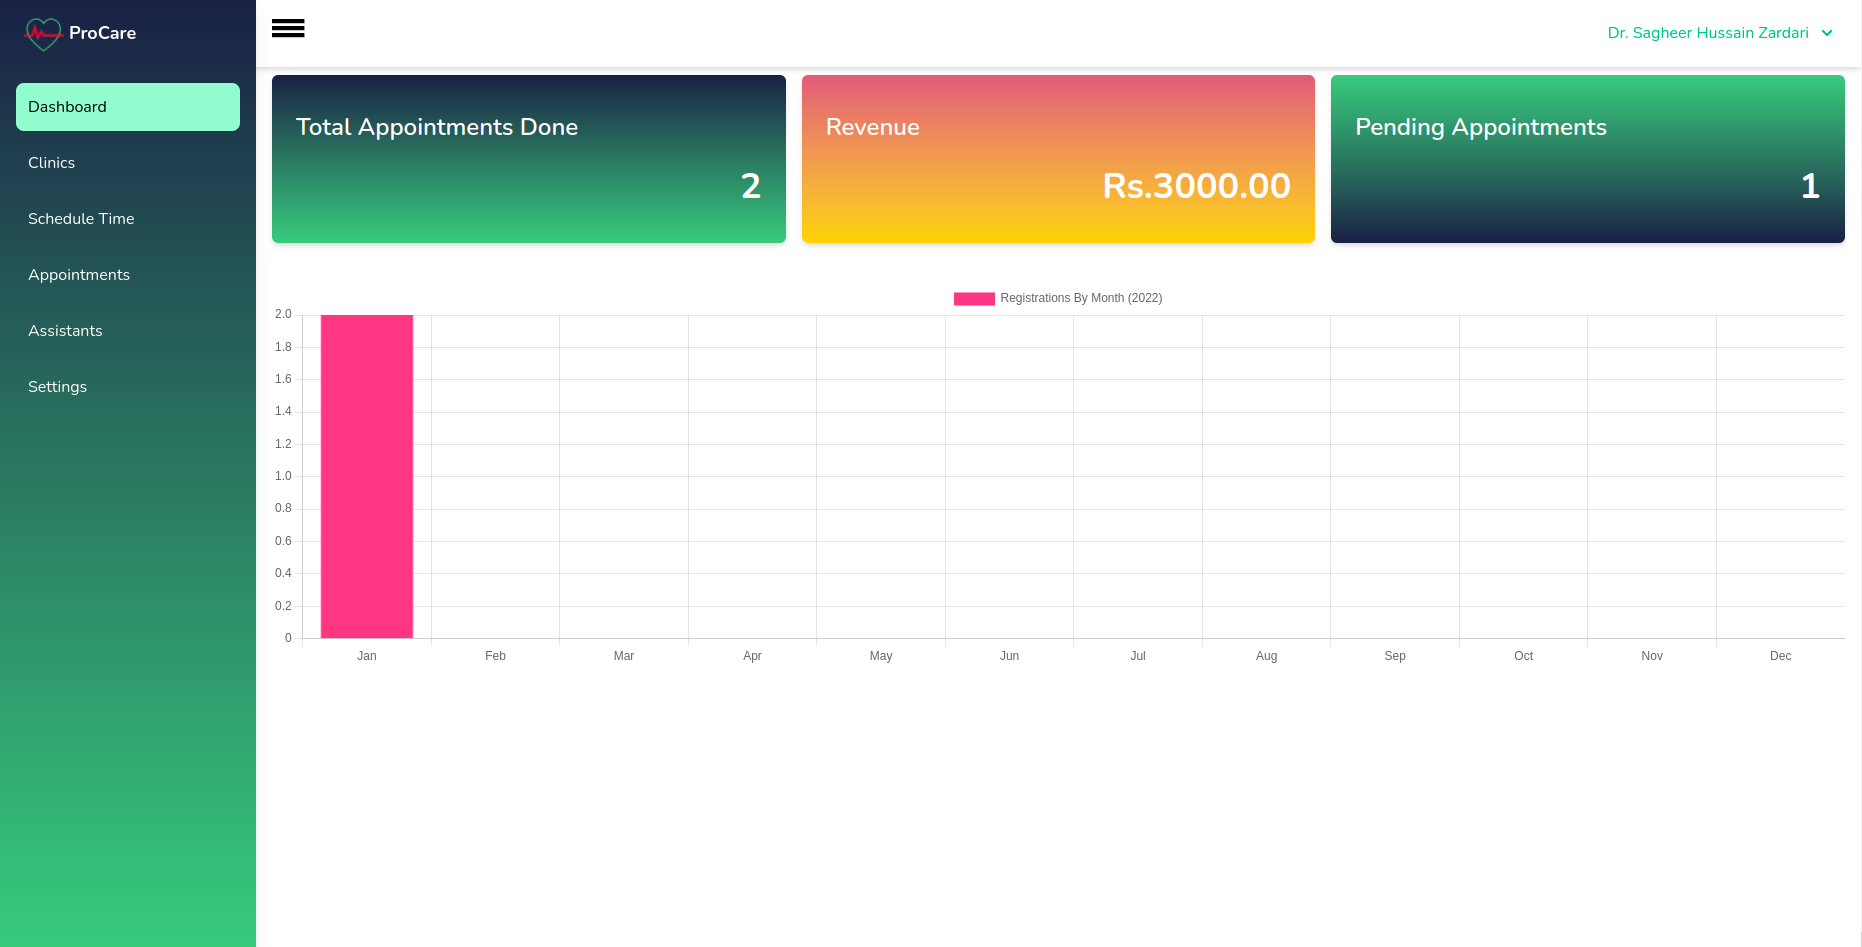 ProCare
Dashboard
Clinics
Schedule Time
Appointments
Assistants
Settings
Dr. Sagheer Hussain Zardari
Total Appointments Done
2
Revenue
Rs.3000.00
Pending Appointments
1
Registrations By Month (2022)
2.0
1.8
1.6
1.4
1.2
1.0
0.8
0.6
0.4
0.2
0
Jan Feb Mar Apr May Jun Jul Aug Sep Oct Nov Dec